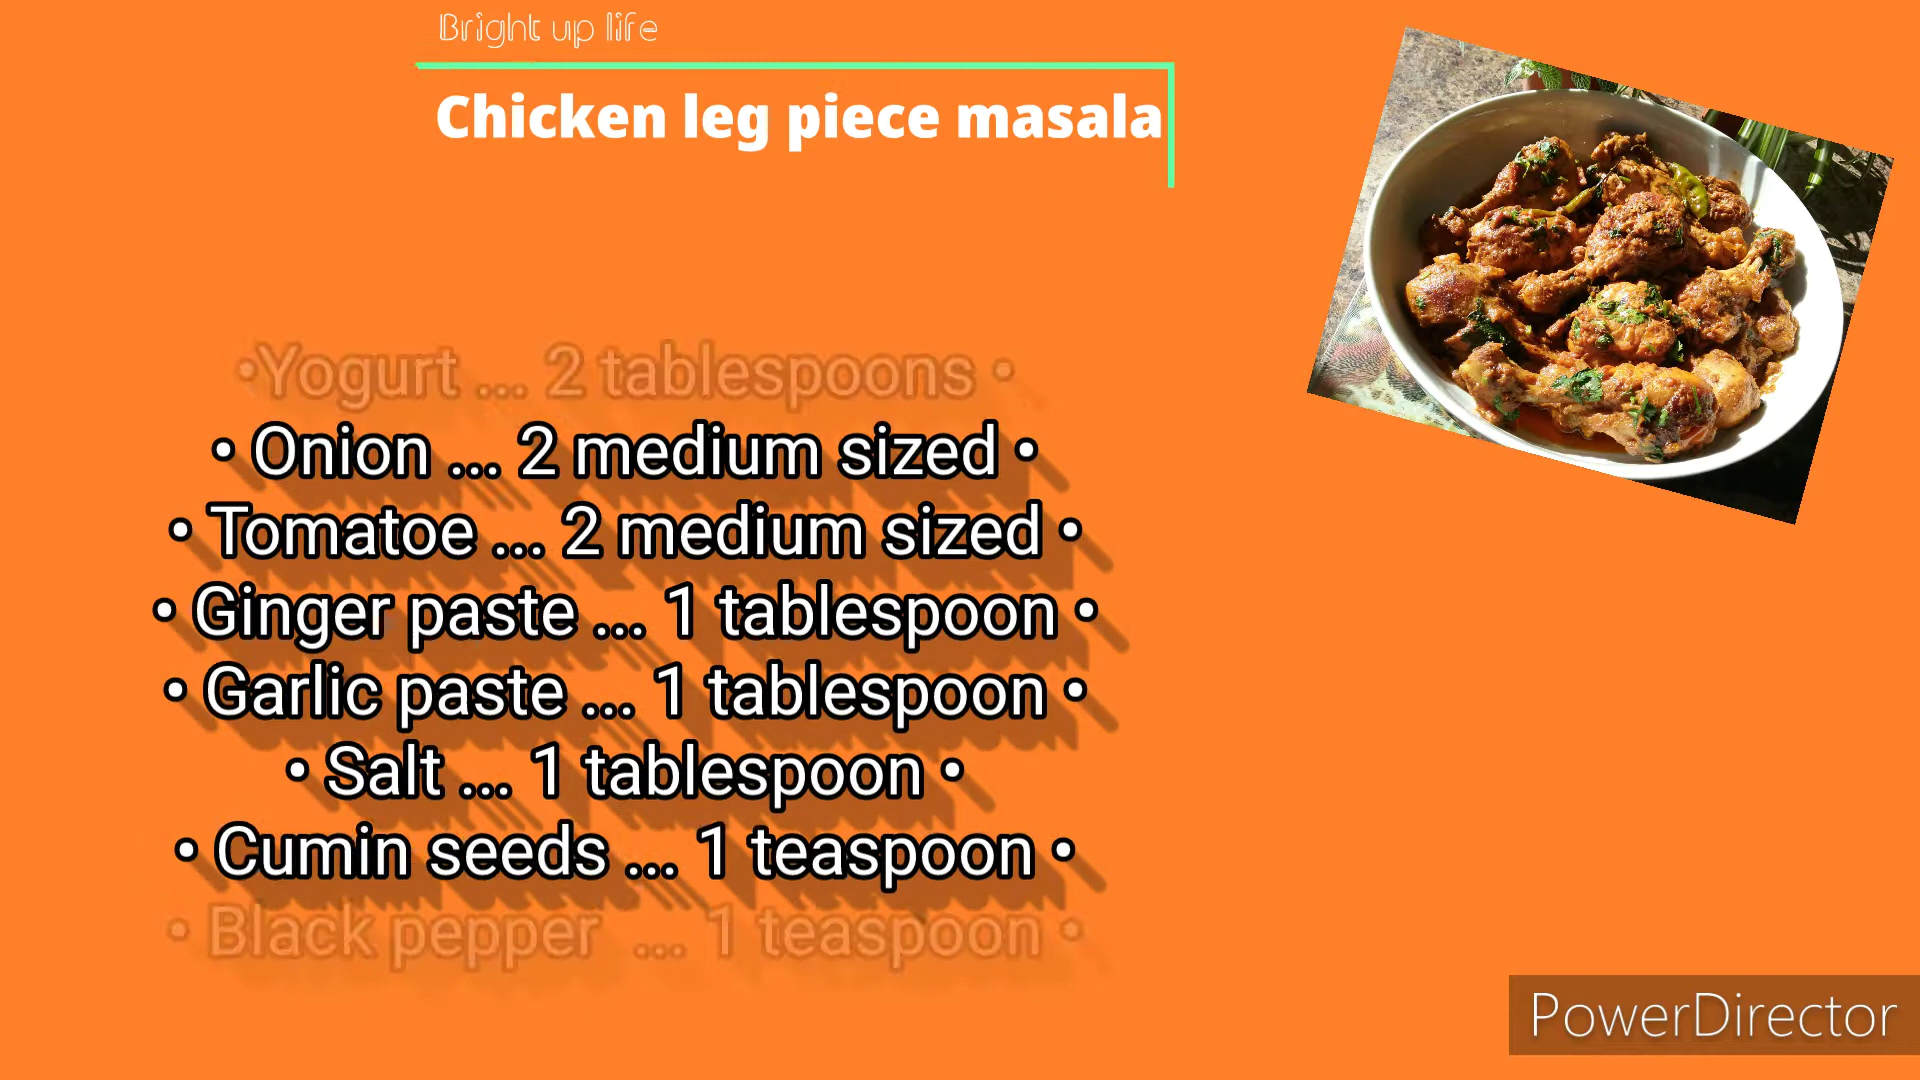 Bright up life
Chicken leg piece masala
•Yogurt ... 2 tablespoons •
• Onion ... 2 medium sized •
• Tomatoe ... 2 medium sized •
• Ginger paste ... 1 tablespoon •
• Garlic paste ... 1 tablespoon •
• Salt ... 1 tablespoon •
• Cumin seeds ... 1 teaspoon •
• Black pepper ... 1 teaspoon •
PowerDirector